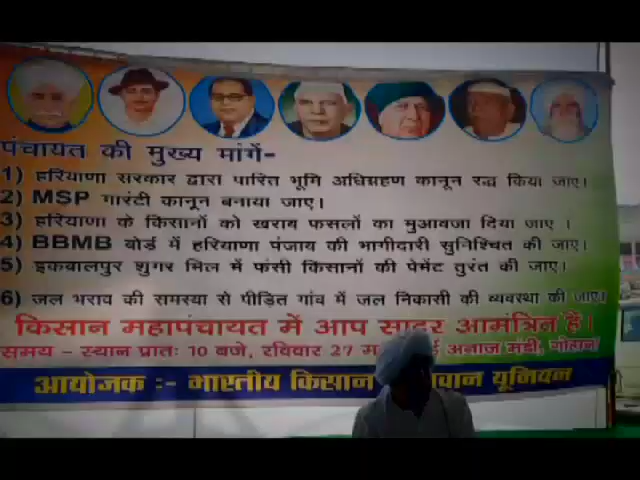 पंचायत की मुख्य मांगें-
1) हरियाणा सरकार द्वारा पारित भूमि अधिग्रहण कानून रद्ध किया जाए।
2) MSP गारंटी कानून बनाया जाए।
3) हरियाणा के किसानों को खराब फसलों का मुआवजा दिया जाए ।
4) BBMB बोर्ड में हरियाणा पंजाब की भागीदारी सुनिश्चित की जाए।
5) इकबालपुर शुगर मिल में फंसी किसानों की पेमेंट तुरंत की जाए।
6) जल भराव की समस्या से पीड़ित गांव में जल निकासी की व्यवस्था की जाए।
किसान महापंचायत में आप सादर आमंत्रित हैं।
समय - स्थान प्रातः 10 बजे, रविवार 27 अनाज मंडी, गोहाना
आयोजक :- भारतीय किसान यूनियन